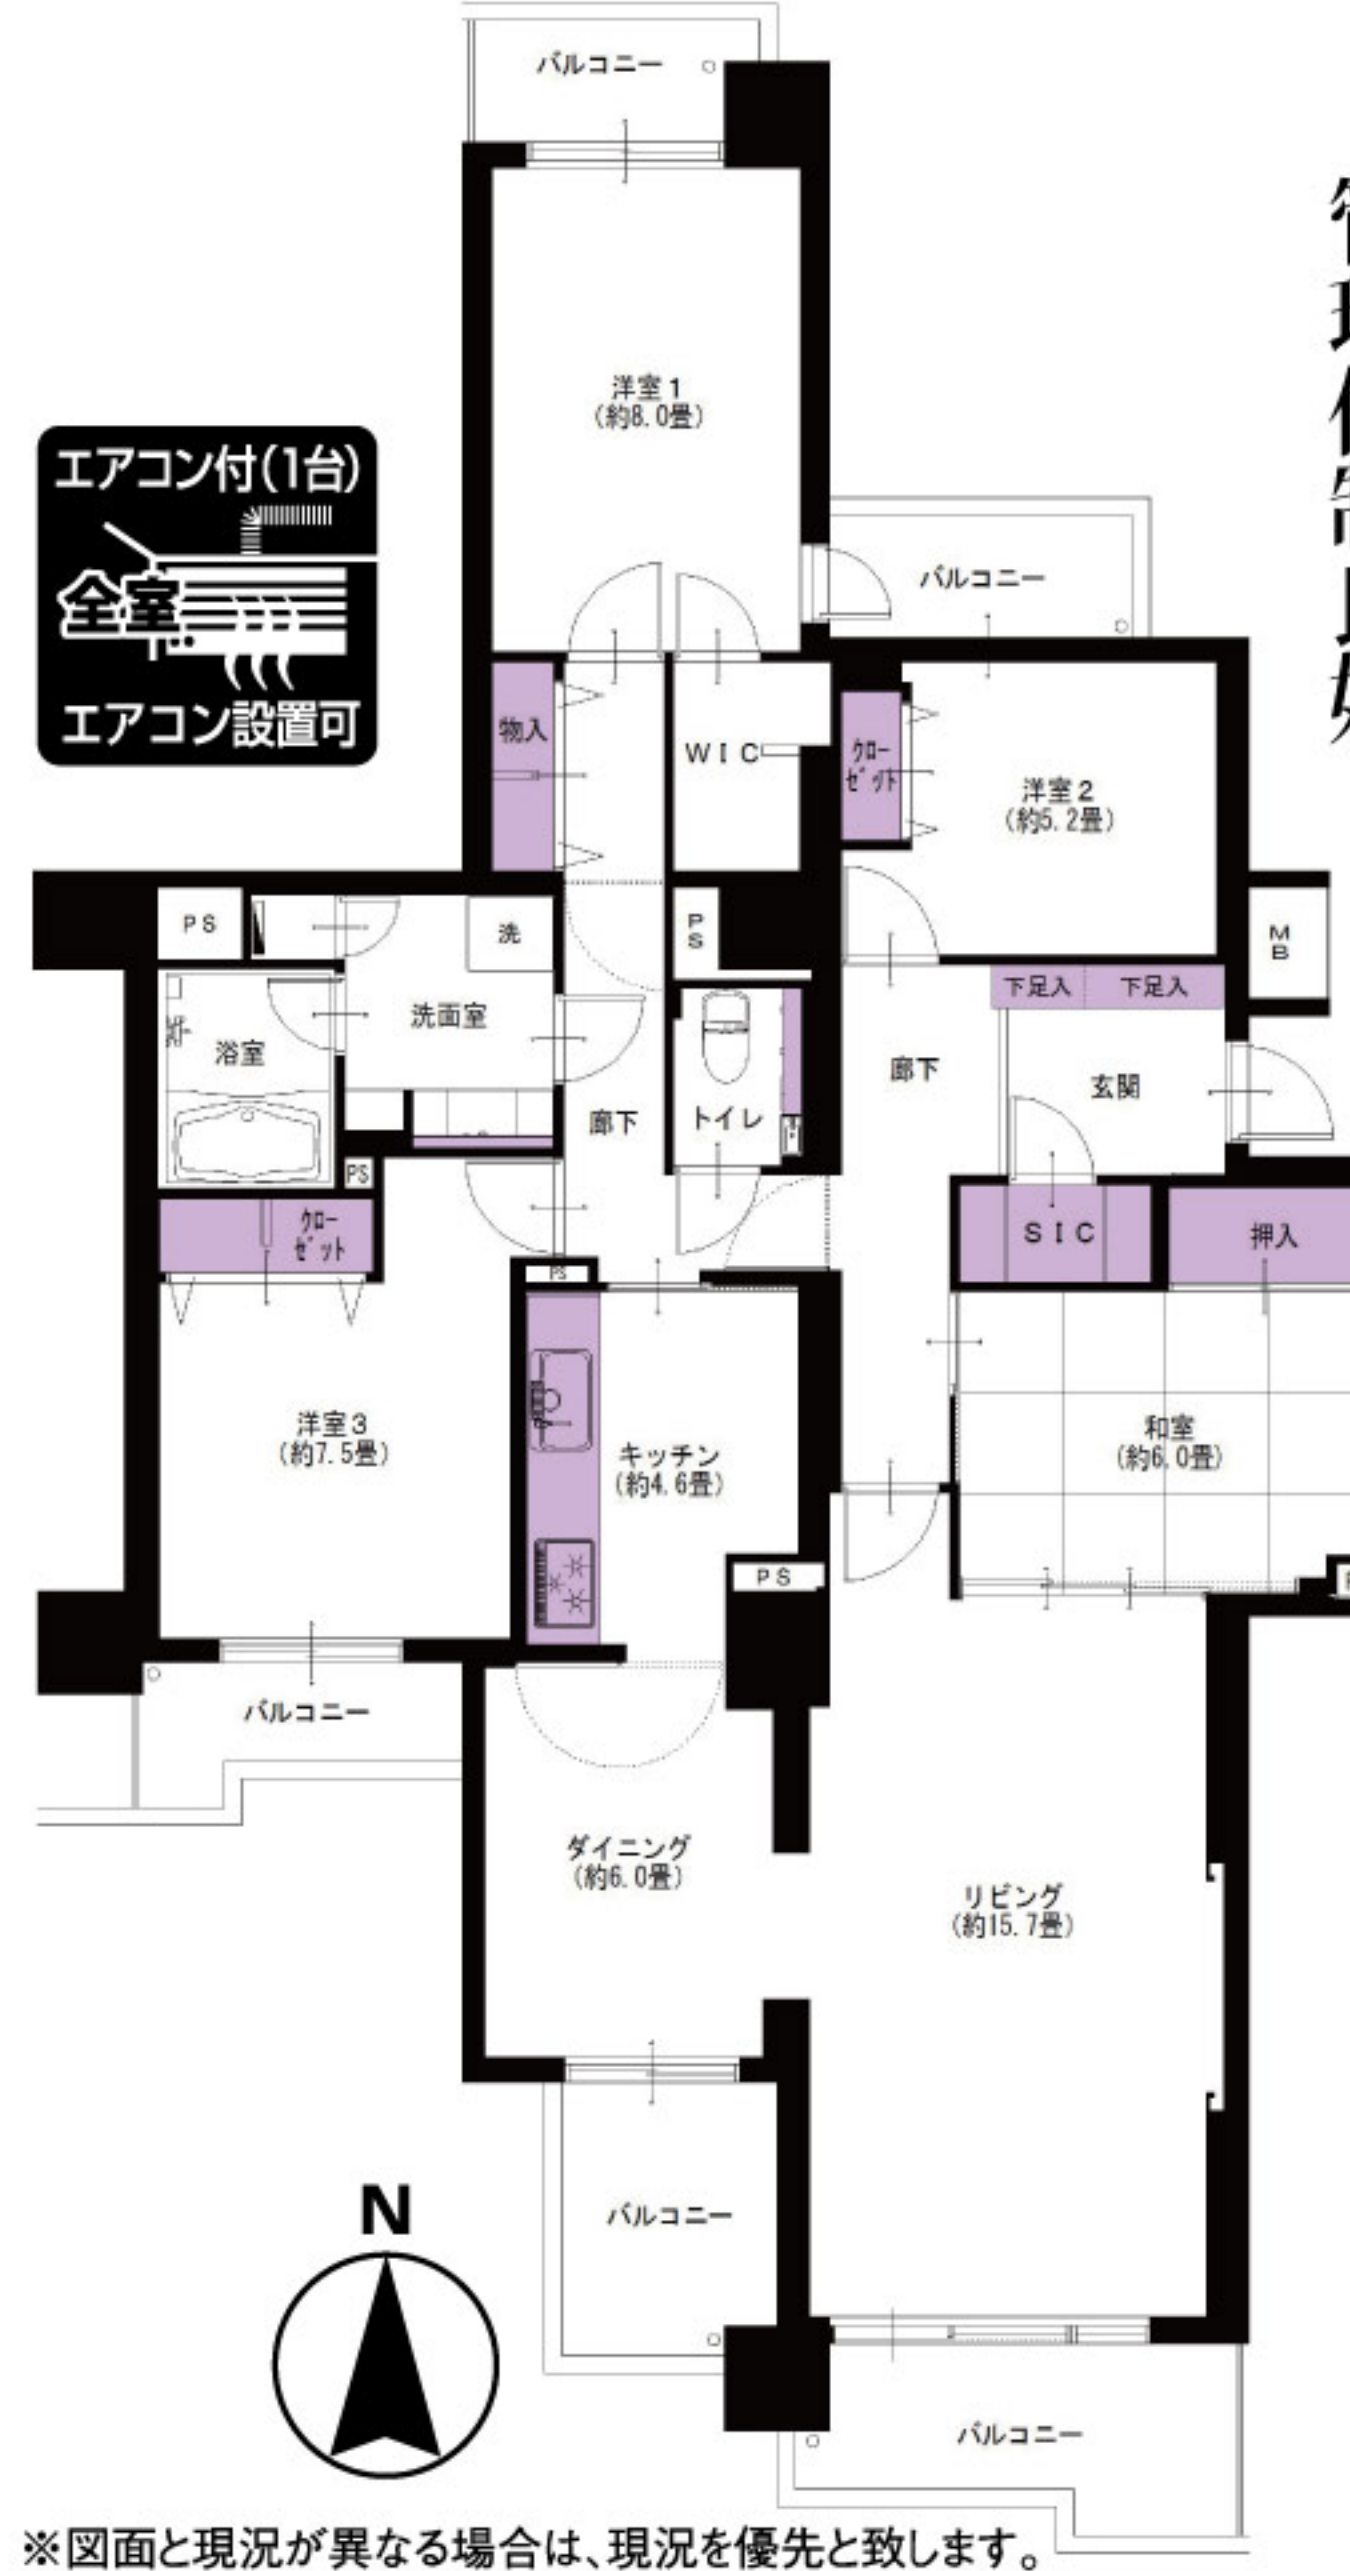 バルコニー
洋室1
(約8.0畳)
エアコン付(1台)
全室
エアコン設置可
バルコニー
物入
WIC
クロー
ゼット
洋室2
(約5.2畳)
PS
洗
PS
MB
下足入
下足入
洗面室
浴室
廊下
玄関
廊下
トイレ
PS
クロー
ゼット
SIC
押入
PS
洋室3
(約7.5畳)
キッチン
(約4.6畳)
和室
(約6.0畳)
PS
バルコニー
ダイニング
(約6.0畳)
リビング
(約15.7畳)
バルコニー
N
バルコニー
※図面と現況が異なる場合は、現況を優先と致します。